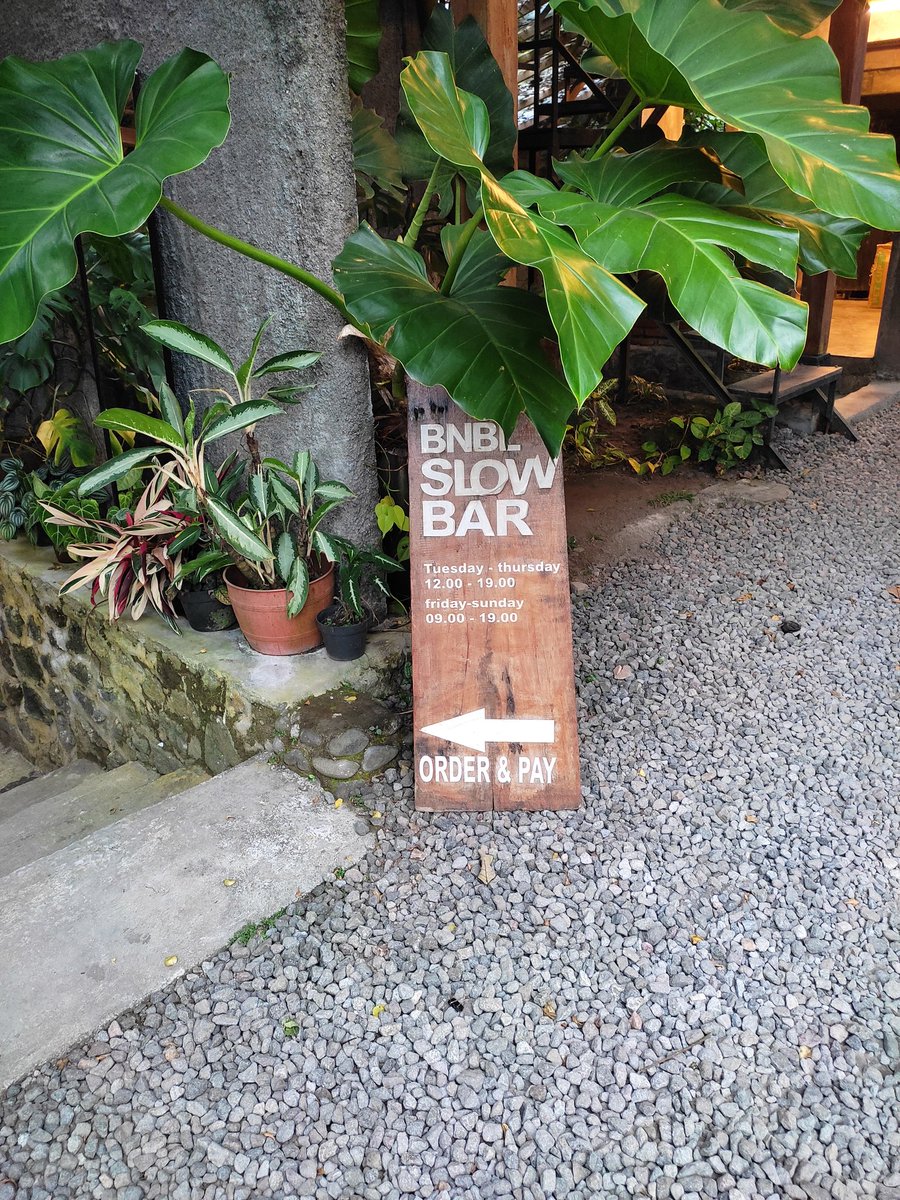 BNBL
SLOW
BAR
Tuesday - thursday
12.00 - 19.00
friday-sunday
09.00 - 19.00
ORDER & PAY